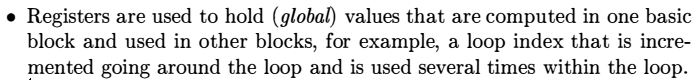 • Registers are used to hold (global) values that are computed in one basic
block and used in other blocks, for example, a loop index that is incre-
mented going around the loop and is used several times within the loop.